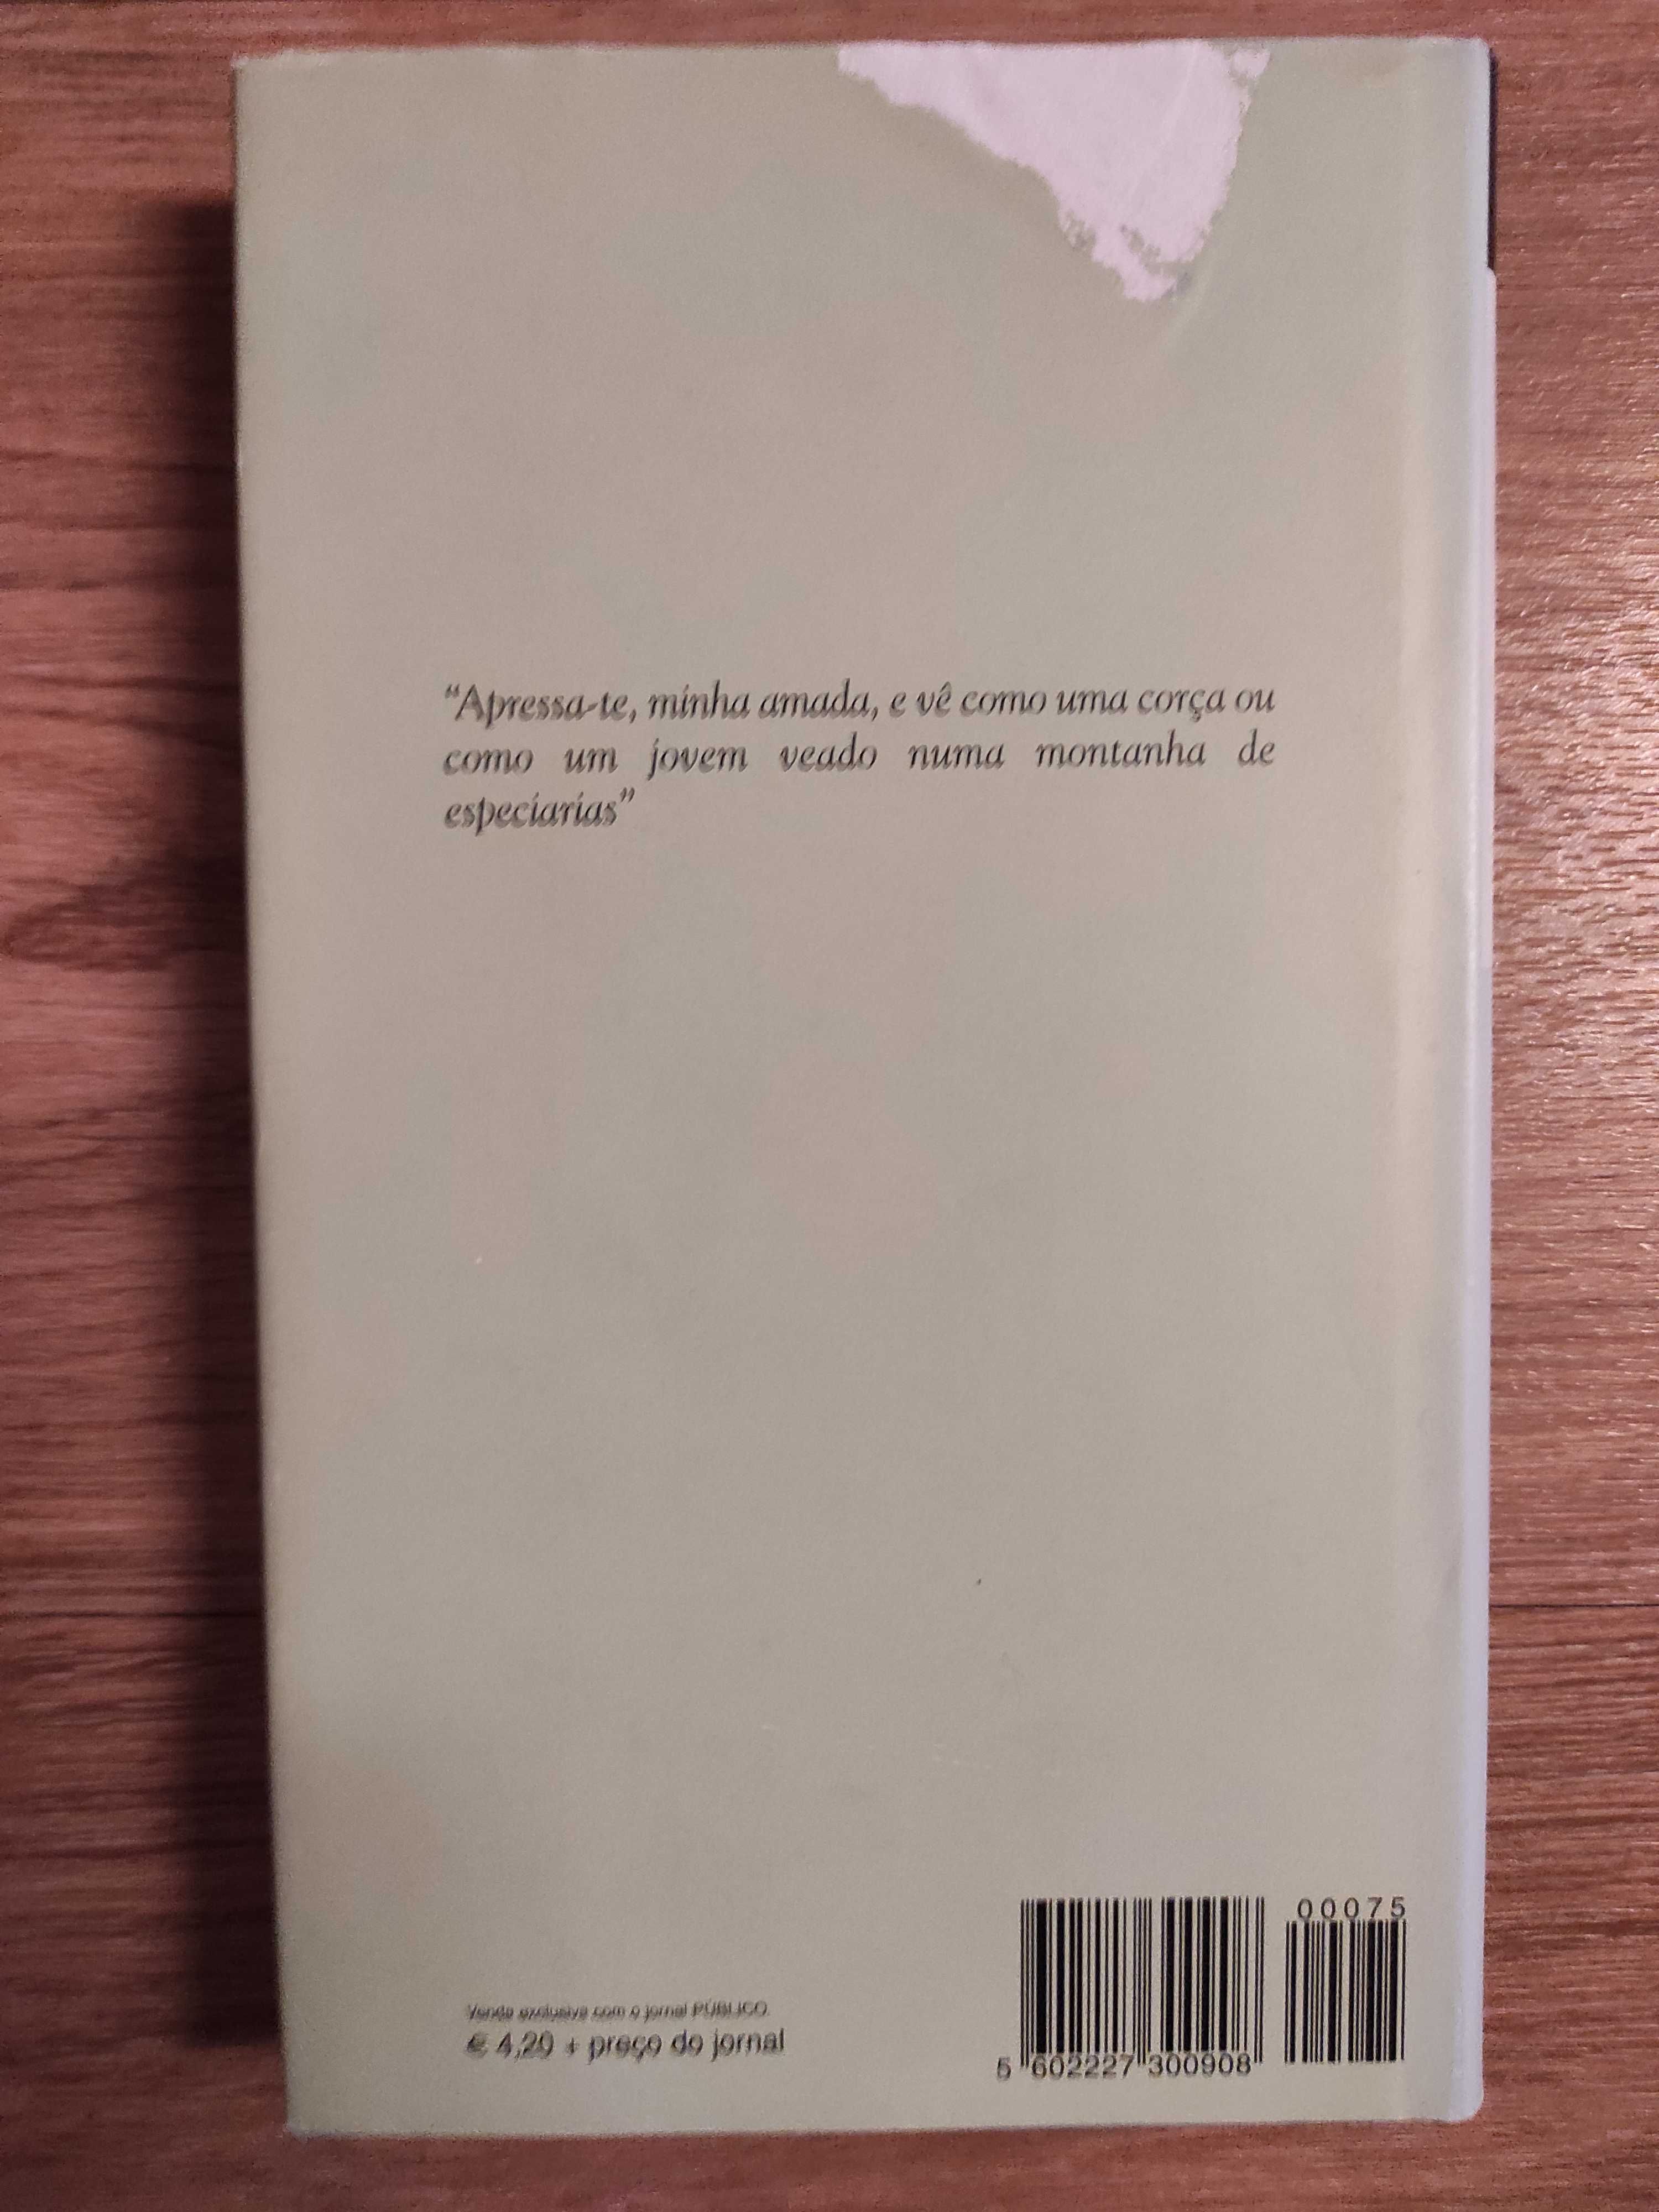 “Apressa-te, minha amada, e vê como uma corça ou
como um jovem veado numa montanha de
especiarias”
00075
Venda exclusiva com o jornal PÚBLICO
€ 4,20 + preço do jornal
5 602227 300908